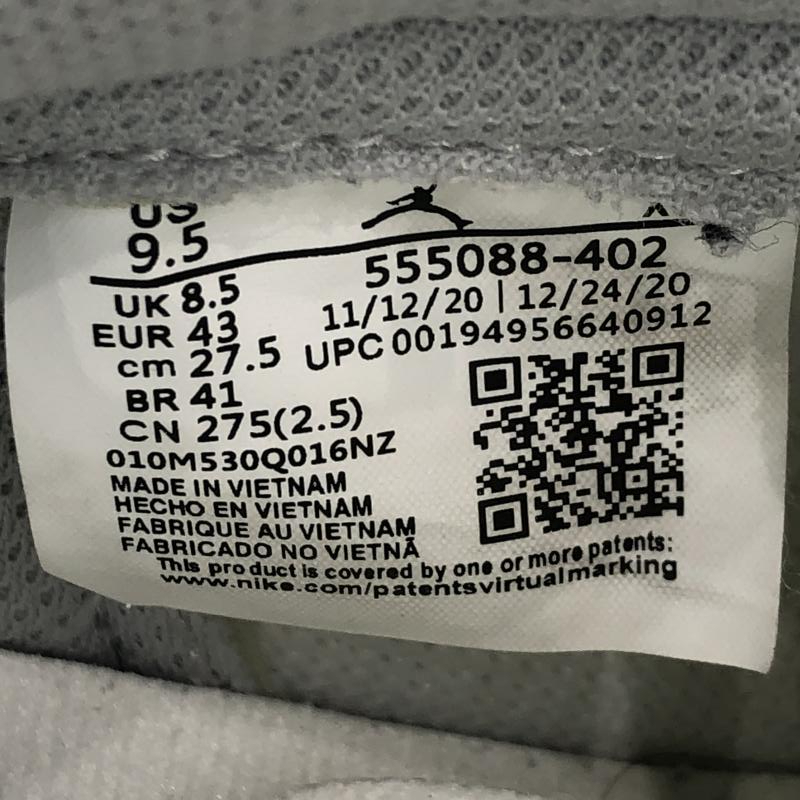 US
9.5
UK 8.5
EUR 43
cm 27.5
BR 41
CN 275(2.5)
010M530Q016NZ
MADE IN VIETNAM
HECHO EN VIETNAM
FABRIQUE AU VIETNAM
FABRICADO NO VIETNÃ
555088-402
11/12/20 | 12/24/20
UPC 00194956640912
This product is covered by one or more patents:
www.nike.com/patentsvirtualmarking